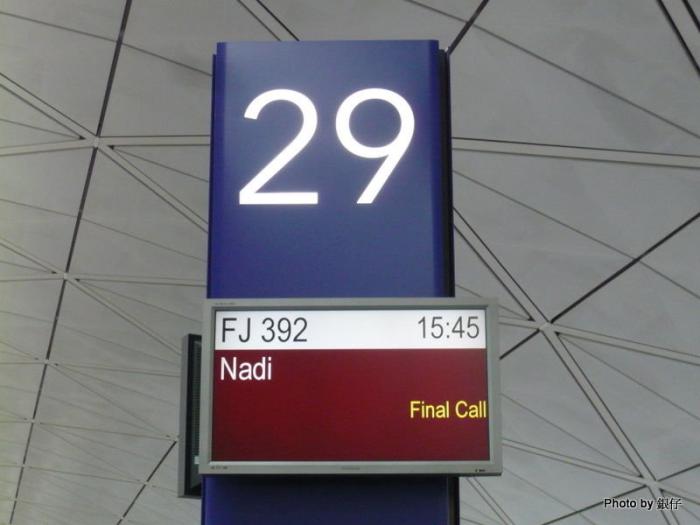 29
FJ 392 15:45
Nadi
Final Call
Photo by 銀仔